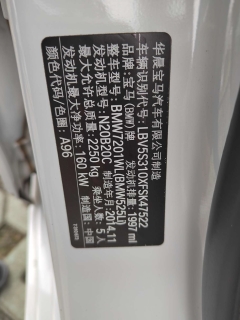 华晨宝马汽车有限公司
车辆识别代号: LBV5S310XFSK47522
品牌: 宝马 (BMW) 牌 发动机排量: 1997 ml
整车型号: BMW7201WL(BMW525Li)
发动机型号: N20B20C 制造年月: 2014.11
最大允许总质量: 2250 kg 乘坐人数: 5 人
发动机最大净功率: 160 kW 制造国: 中国
颜色代码/色号: A96